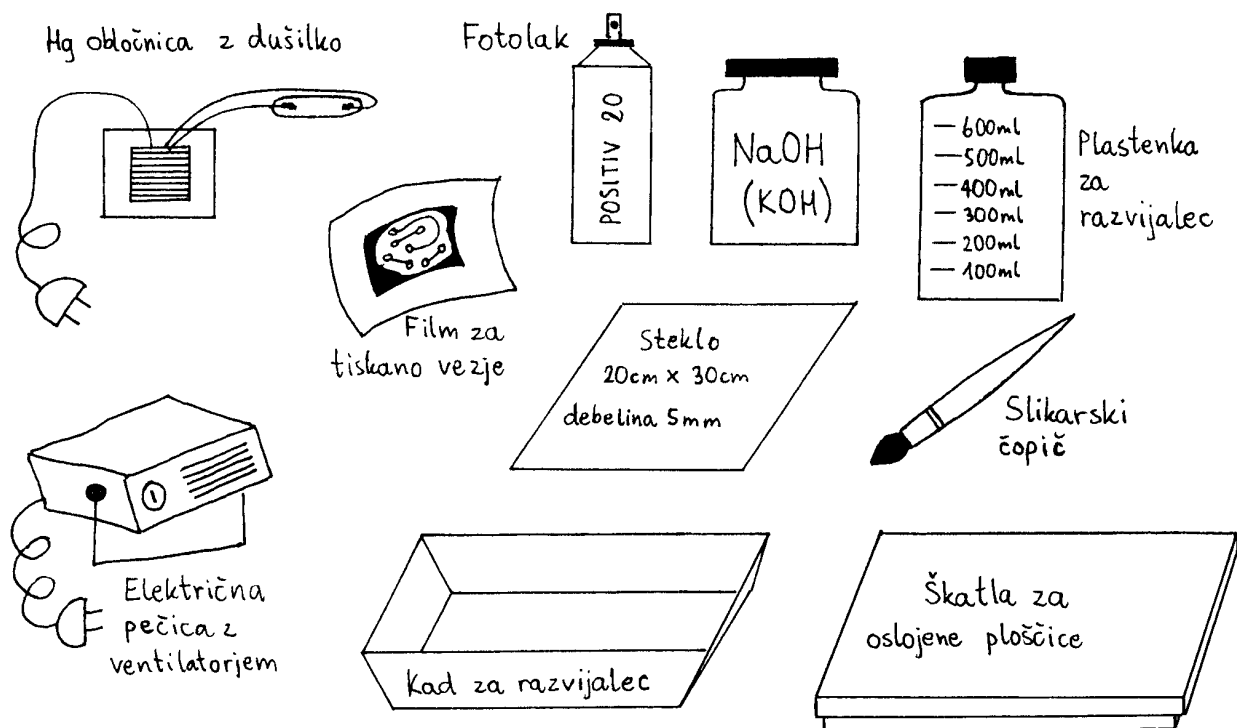 Hg obločnica z dušilko
Fotolak
POSITIV 20
NaOH
(KOH)
600ml
500ml
400ml
300ml
200ml
100ml
Plastenka
za
razvijalec
Film za
tiskano vezje
Steklo
20cm x 30cm
debelina 5mm
Slikarski
čopič
Električna
pečica z
ventilatorjem
Kad za razvijalec
Škatla za
oslojene ploščice